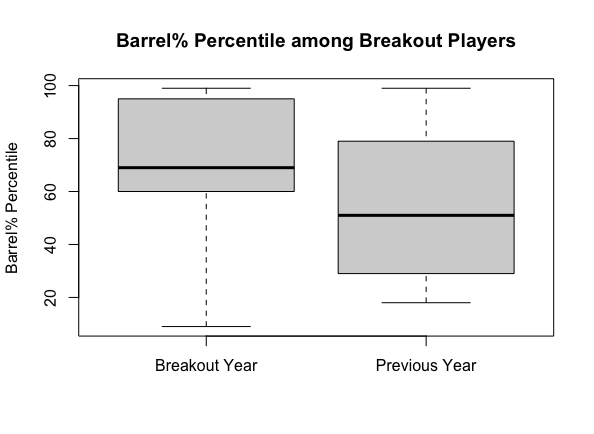 Barrel% Percentile among Breakout Players
Barrel% Percentile
100
80
60
40
20
Breakout Year
Previous Year